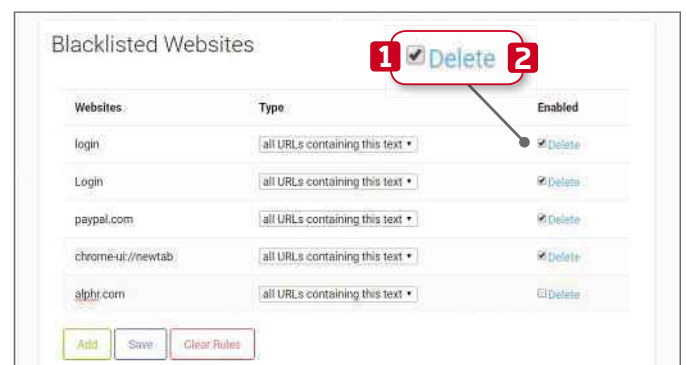 Blacklisted Websites
1 Delete 2
Websites Type Enabled
login all URLs containing this text Delete
Login all URLs containing this text Delete
paypal.com all URLs containing this text Delete
chrome-ui://newtab all URLs containing this text Delete
alphr.com all URLs containing this text Delete
Add Save Clear Rules